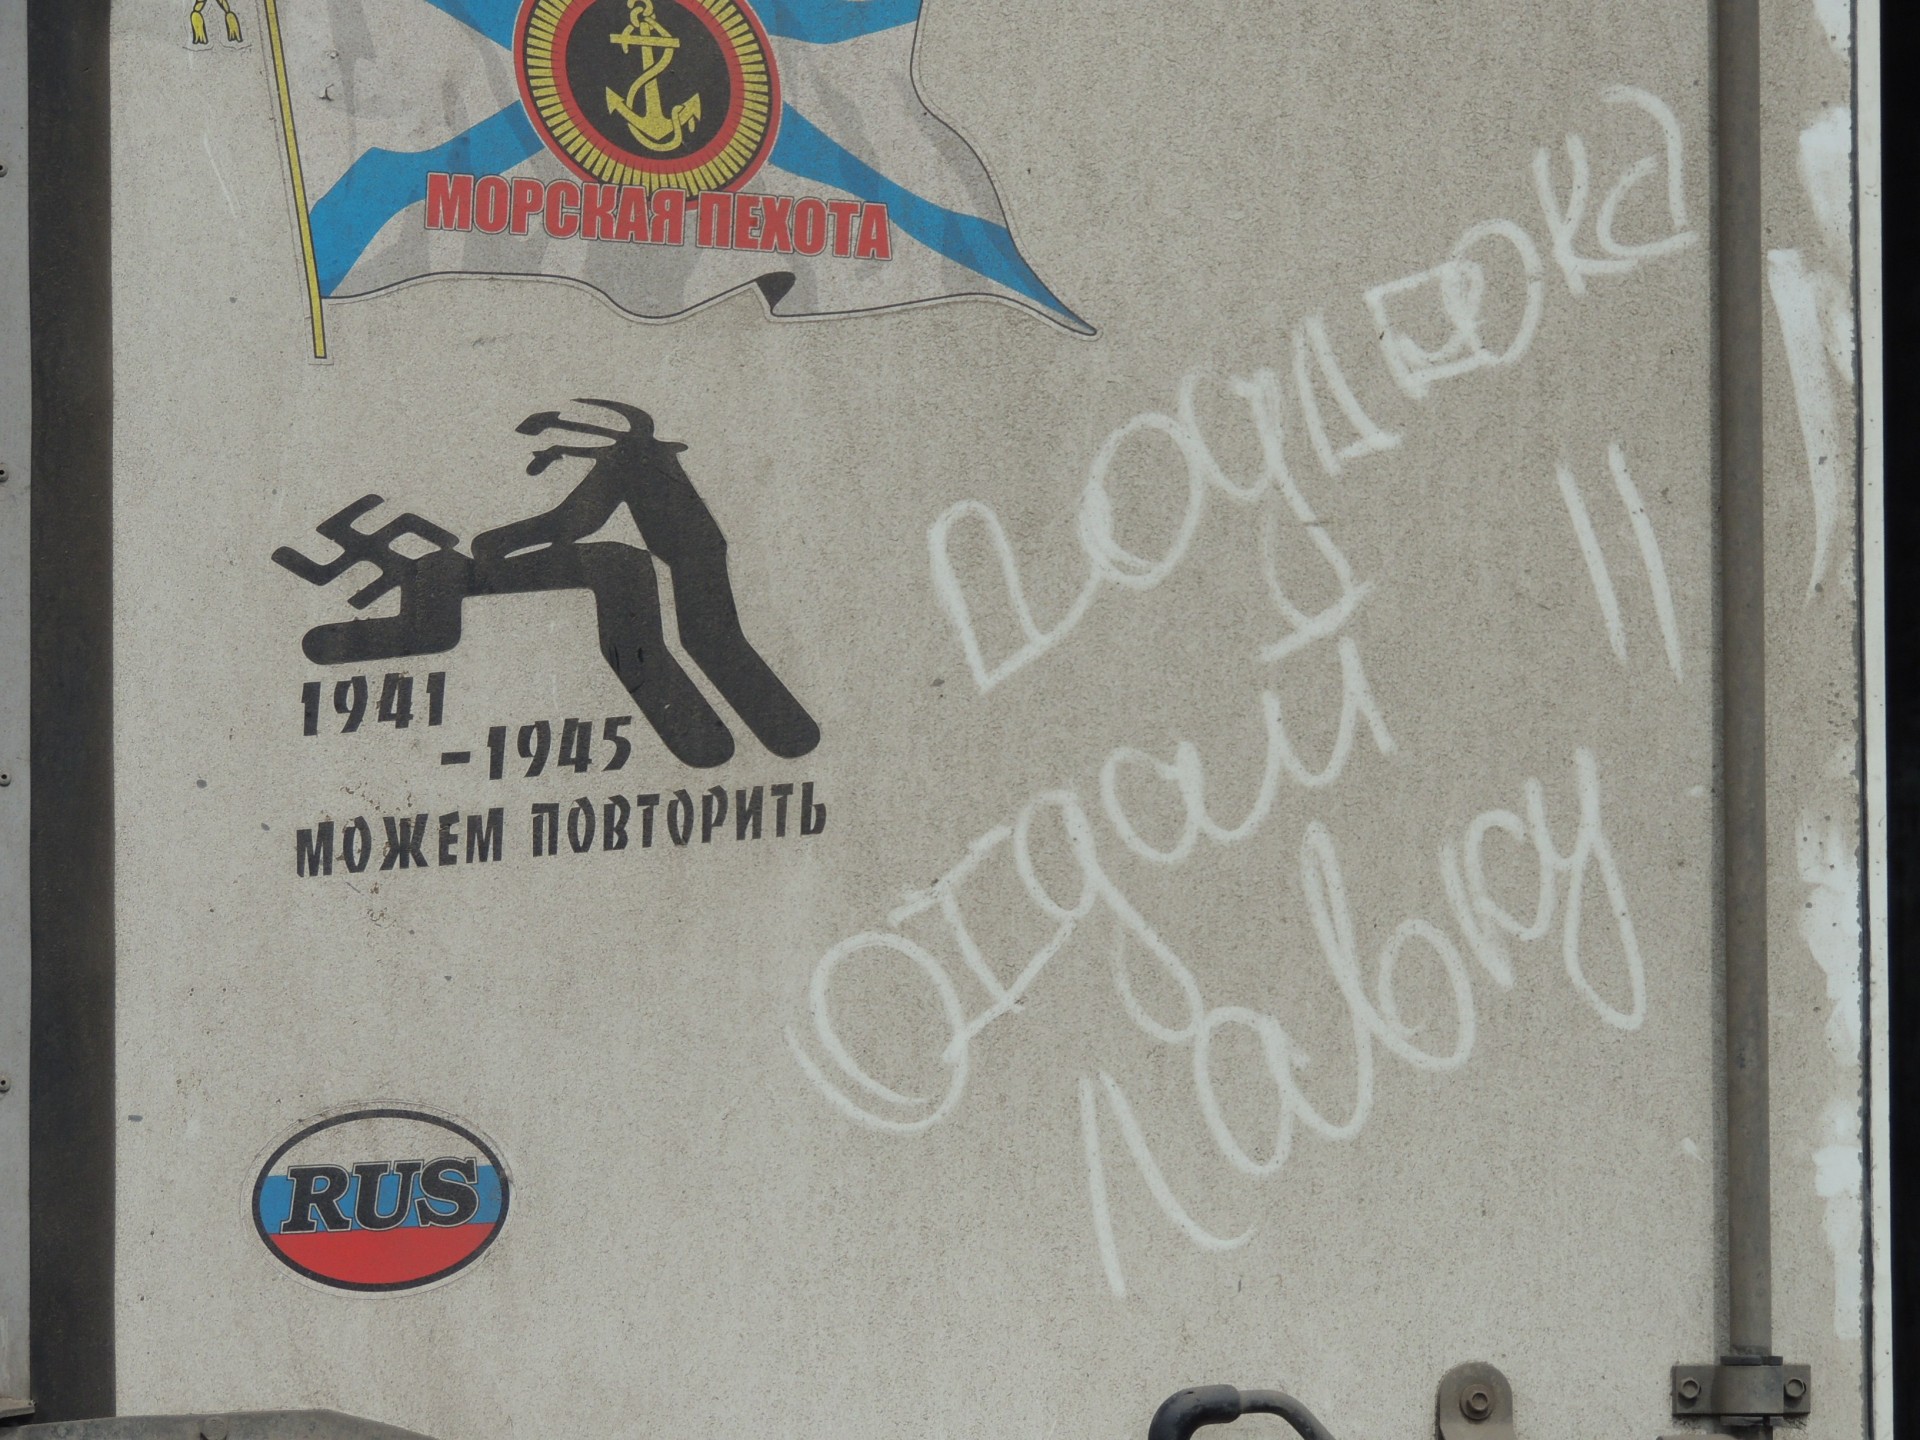 МОРСКАЯ ПЕХОТА
1941
-1945
МОЖЕМ ПОВТОРИТЬ
Отдай
Лавку
RUS